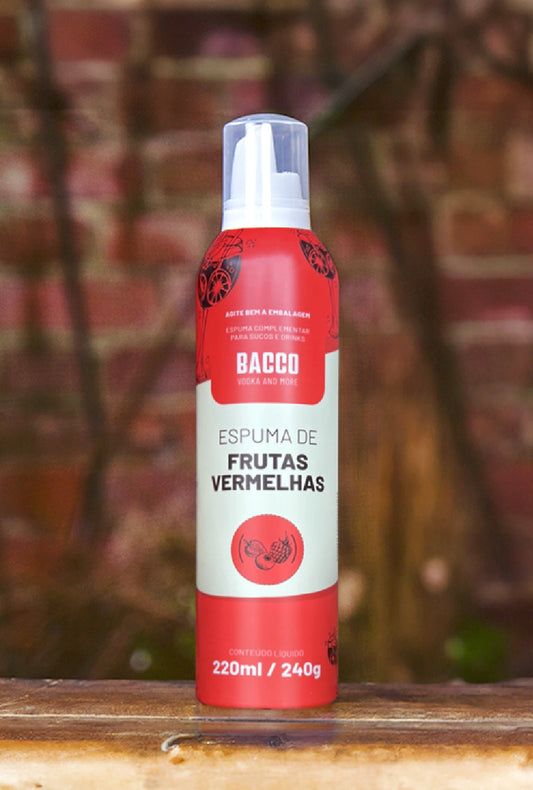 AGITE BEM A EMBALAGEM
ESPUMA COMPLEMENTAR
PARA SUCOS E DRINKS
BACCO
VODKA AND MORE
ESPUMA DE
FRUTAS
VERMELHAS
CONTEÚDO LÍQUIDO
220ml / 240g